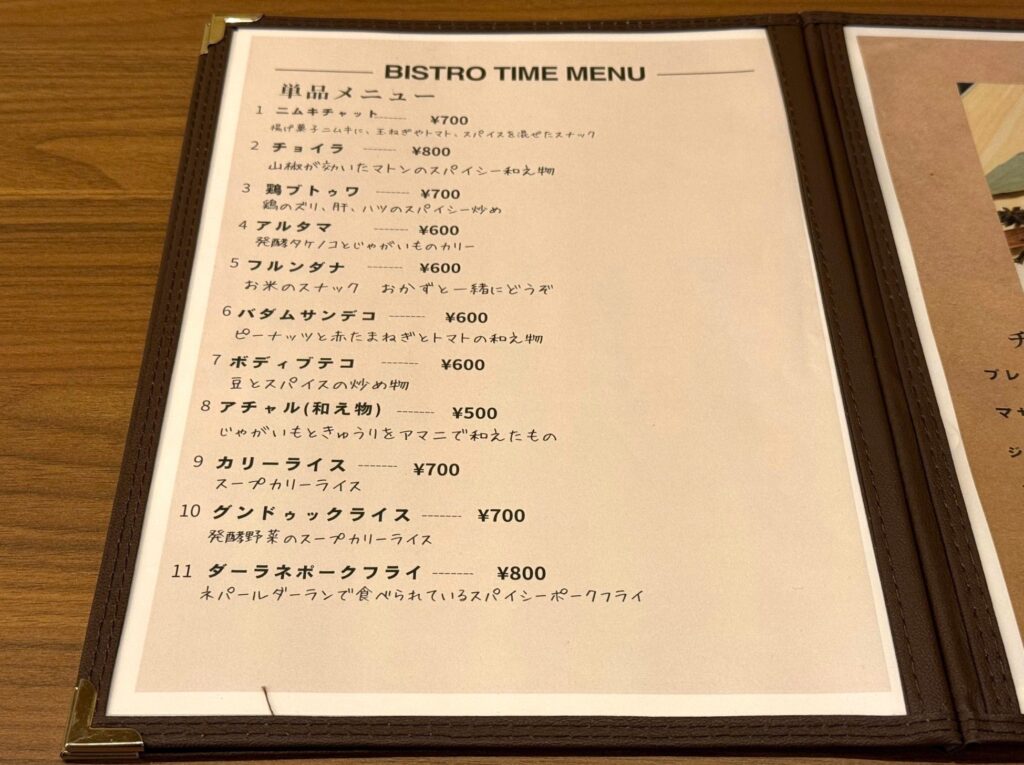 BISTRO TIME MENU
単品メニュー
1 ニムキチャット ------- ¥700
揚げ菓子ニムキに、玉ねぎやトマト、スパイスを混ぜたスナック
2 チョイラ ------- ¥800
山椒が効いたマトンのスパイシー和え物
3 鶏ブトゥワ ------- ¥700
鶏のズリ、肝、ハツのスパイシー炒め
4 アルタマ ------- ¥600
発酵タケノコとじゃがいものカリー
5 フルンダナ ------- ¥600
お米のスナック おかずと一緒にどうぞ
6 バダムサンデコ ------- ¥600
ピーナッツと赤たまねぎとトマトの和え物
7 ボディブテコ ------- ¥600
豆とスパイスの炒め物
8 アチャル(和え物) ------- ¥500
じゃがいもときゅうりをアマニで和えたもの
9 カリーライス ------- ¥700
スープカリーライス
10 グンドゥックライス ------- ¥700
発酵野菜のスープカリーライス
11 ダーラネポークフライ ------- ¥800
ネパールダーランで食べられているスパイシーポークフライ
チ
プレ
マサ
ジ